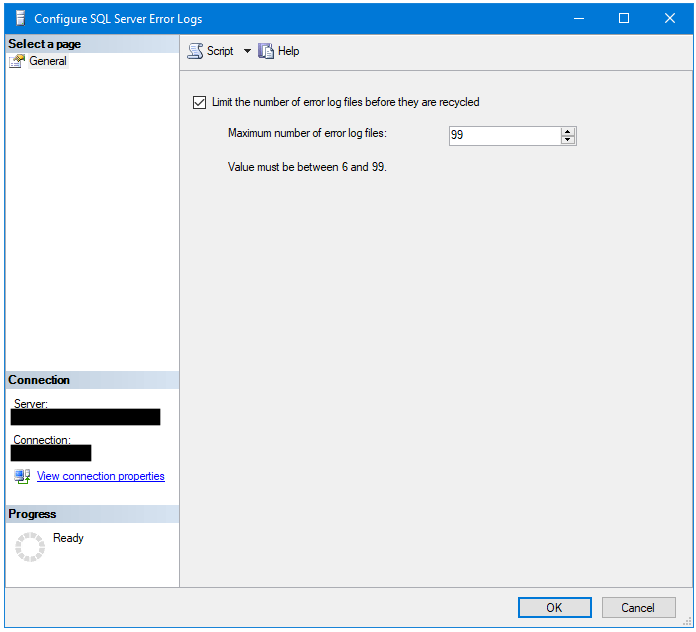 Configure SQL Server Error Logs
Select a page
General
Script
Help
Limit the number of error log files before they are recycled
Maximum number of error log files:
99
Value must be between 6 and 99.
Connection
Server:
Connection:
View connection properties
Progress
Ready
OK
Cancel